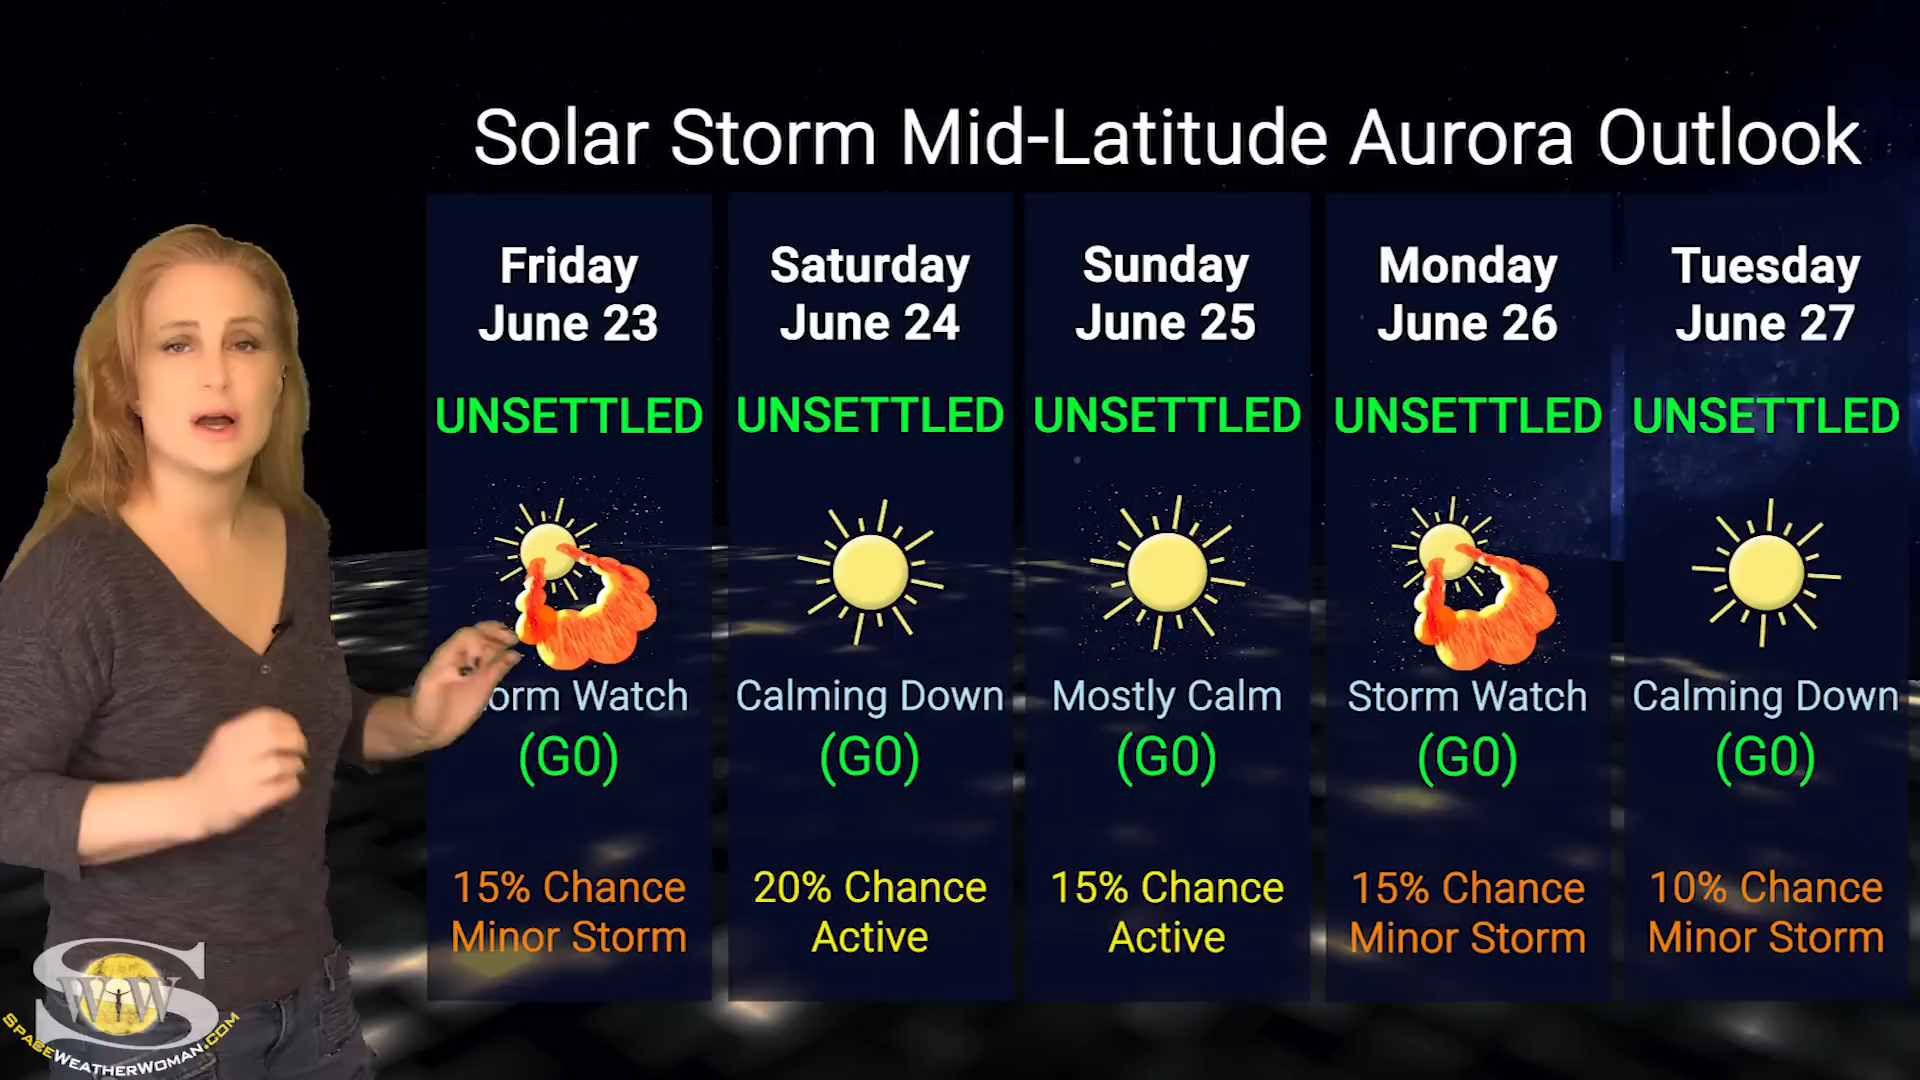 Solar Storm Mid-Latitude Aurora Outlook
Friday
June 23
UNSETTLED
orm Watch
(G0)
15% Chance
Minor Storm
Saturday
June 24
UNSETTLED
Calming Down
(G0)
20% Chance
Active
Sunday
June 25
UNSETTLED
Mostly Calm
(G0)
15% Chance
Active
Monday
June 26
UNSETTLED
Storm Watch
(G0)
15% Chance
Minor Storm
Tuesday
June 27
UNSETTLED
Calming Down
(G0)
10% Chance
Minor Storm
S
WW
SPACEWEATHERWOMAN.COM